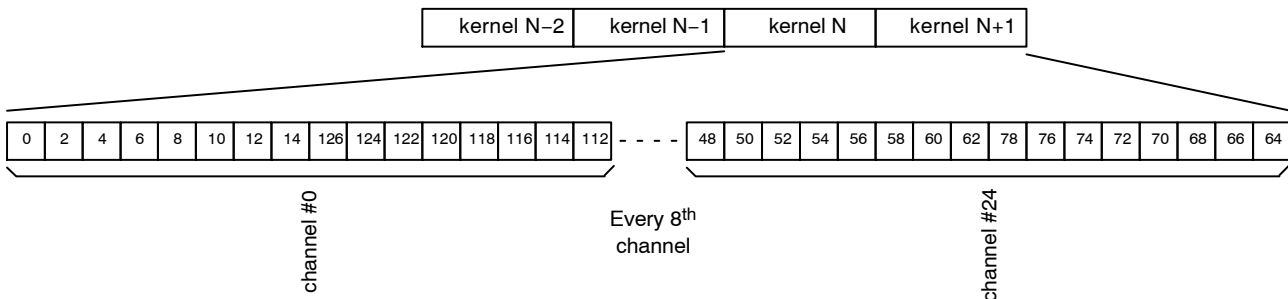 kernel N−2 kernel N−1 kernel N kernel N+1
0 2 4 6 8 10 12 14 126 124 122 120 118 116 114 112 - - - - - 48 50 52 54 56 58 60 62 78 76 74 72 70 68 66 64
channel #0
Every 8th
channel
channel #24